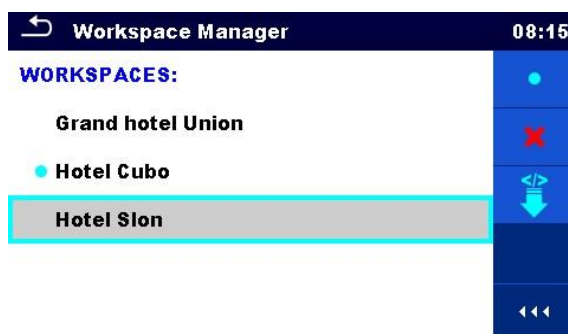 Workspace Manager
08:15
WORKSPACES:
Grand hotel Union
Hotel Cubo
Hotel Slon